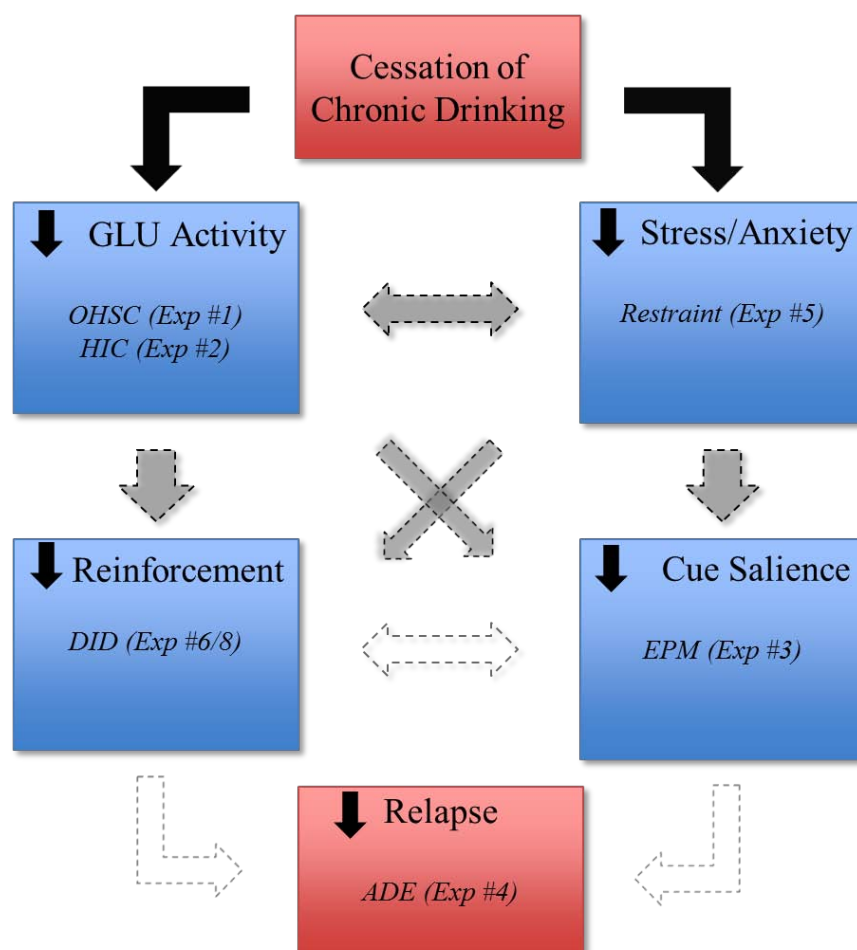 Cessation of
Chronic Drinking
GLU Activity
OHSC (Exp #1)
HIC (Exp #2)
Stress/Anxiety
Restraint (Exp #5)
Reinforcement
DID (Exp #6/8)
Cue Salience
EPM (Exp #3)
Relapse
ADE (Exp #4)